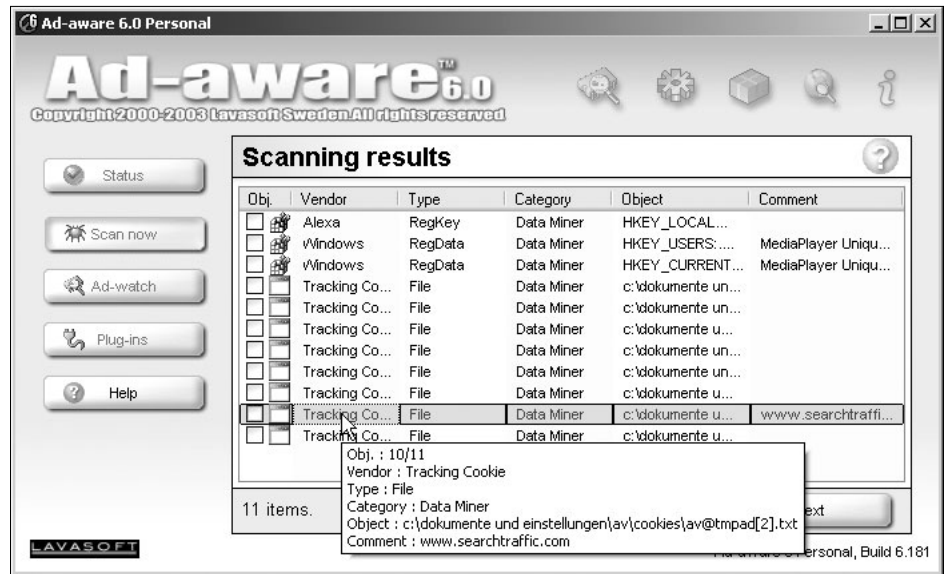 Ad-aware 6.0 Personal
Ad-aware™ 6.0
Copyright 2000-2003 Lavasoft Sweden All rights reserved
Status
Scan now
Ad-watch
Plug-ins
Help
Scanning results
Obj. Vendor Type Category Object Comment
Alexa RegKey Data Miner HKEY_LOCAL...
Windows RegData Data Miner HKEY_USERS:.... MediaPlayer Uniqu...
Windows RegData Data Miner HKEY_CURRENT... MediaPlayer Uniqu...
Tracking Co... File Data Miner c:\dokumente un...
Tracking Co... File Data Miner c:\dokumente un...
Tracking Co... File Data Miner c:\dokumente u...
Tracking Co... File Data Miner c:\dokumente un...
Tracking Co... File Data Miner c:\dokumente un...
Tracking Co... File Data Miner c:\dokumente u...
Tracking Co... File Data Miner c:\dokumente u... www.searchtraffi...
Tracking Co... File Data Miner c:\dokumente u...
Obj. : 10/11
Vendor : Tracking Cookie
Type : File
Category : Data Miner
Object : c:\dokumente und einstellungen\av\cookies\av@tmpad[2].txt
Comment : www.searchtraffic.com
11 items.
ext
LAVASOFT
Personal, Build 6.181